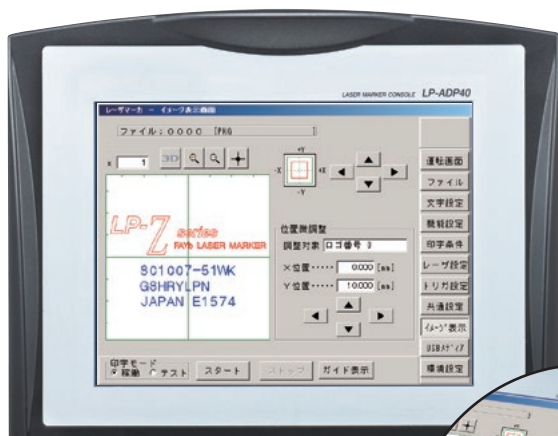 LASER MARKER CONSOLE LP-ADP40
レーザマーカ － イメージ表示画面
ファイル：0000 [PKG ]
x 1 3D
+Y
-X +X
-Y
LP-Z series
FAYb LASER MARKER
801007-51WK
G8HRYLPN
JAPAN E1574
位置微調整
調整対象 ロゴ番号 0
X位置‥‥‥ 0.000 [mm]
Y位置‥‥‥ 10.000 [mm]
印字モード
稼動 テスト スタート ストップ ガイド表示
運転画面
ファイル
文字設定
機能設定
印字条件
レーザ設定
トリガ設定
共通設定
イメージ表示
USBメディア
環境設定